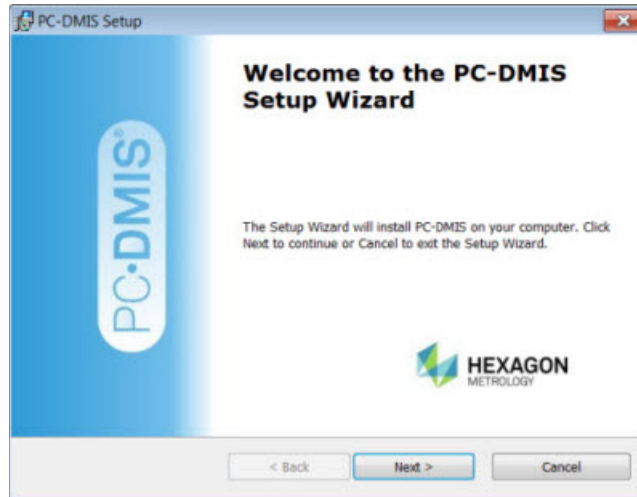 PC-DMIS Setup
Welcome to the PC-DMIS
Setup Wizard
PC•DMIS®
The Setup Wizard will install PC-DMIS on your computer. Click
Next to continue or Cancel to exit the Setup Wizard.
HEXAGON
METROLOGY
< Back
Next >
Cancel